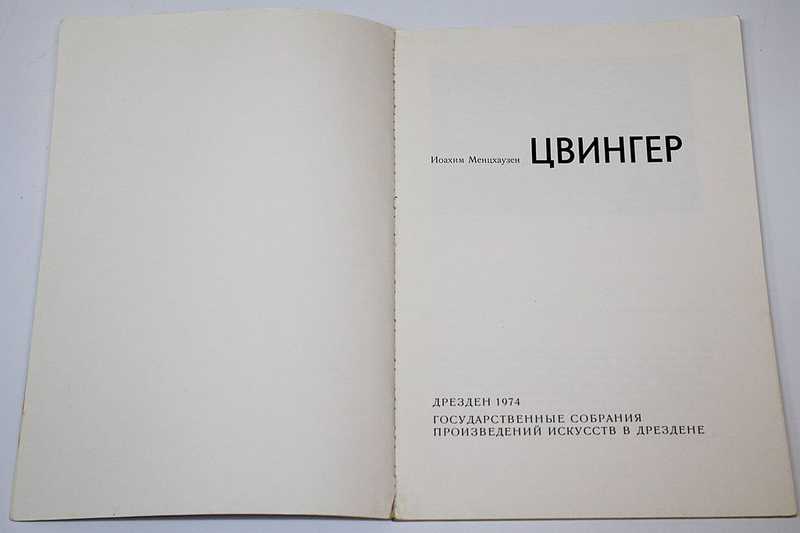 Иоахим Менцхаузен ЦВИНГЕР
ДРЕЗДЕН 1974
ГОСУДАРСТВЕННЫЕ СОБРАНИЯ
ПРОИЗВЕДЕНИЙ ИСКУССТВ В ДРЕЗДЕНЕ